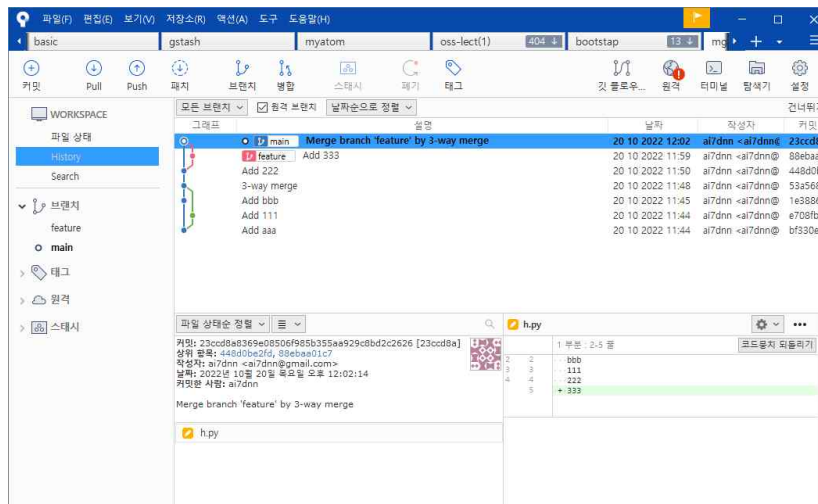 파일(F) 편집(E) 보기(V) 저장소(R) 액션(A) 도구 도움말(H)
basic gstash myatom oss-lect(1) 404 bootstap 13 mg
커밋 Pull Push 패치 브랜치 병합 스태시 폐기 태그 깃 플로우... 원격 터미널 탐색기 설정
WORKSPACE
파일 상태
History
Search
브랜치
feature
main
태그
원격
스태시
모든 브랜치 원격 브랜치 날짜순으로 정렬 건너뛰기
그래프 설명 날짜 작성자 커밋
main Merge branch 'feature' by 3-way merge 20 10 2022 12:02 ai7dnn <ai7dnn@ 23ccd8
feature Add 333 20 10 2022 11:59 ai7dnn <ai7dnn@ 88ebaa
Add 222 20 10 2022 11:50 ai7dnn <ai7dnn@ 448d0b
3-way merge 20 10 2022 11:48 ai7dnn <ai7dnn@ 53a568
Add bbb 20 10 2022 11:45 ai7dnn <ai7dnn@ 1e3886
Add 111 20 10 2022 11:44 ai7dnn <ai7dnn@ e708fb
Add aaa 20 10 2022 11:44 ai7dnn <ai7dnn@ bf330e
파일 상태순 정렬
커밋: 23ccd8a8369e08506f985b355aa929c8bd2c2626 [23ccd8a]
상위 항목: 448d0be2fd, 88ebaa01c7
작성자: ai7dnn <ai7dnn@gmail.com>
날짜: 2022년 10월 20일 목요일 오후 12:02:14
커밋한 사람: ai7dnn
Merge branch 'feature' by 3-way merge
h.py
h.py
1 부분 : 2-5 줄 코드뭉치 되돌리기
2 2 bbb
3 3 111
4 4 222
5 + 333